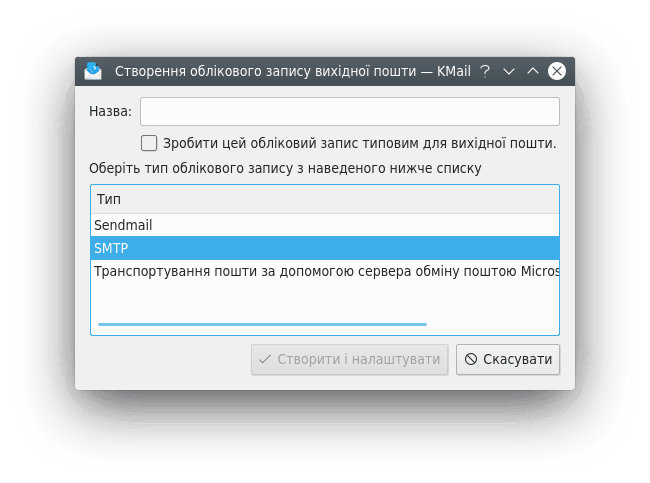 Створення облікового запису вихідної пошти — KMail
Назва:
Зробити цей обліковий запис типовим для вихідної пошти.
Оберіть тип облікового запису з наведеного нижче списку
Тип
Sendmail
SMTP
Транспортування пошти за допомогою сервера обміну поштою Micros
Створити і налаштувати
Скасувати